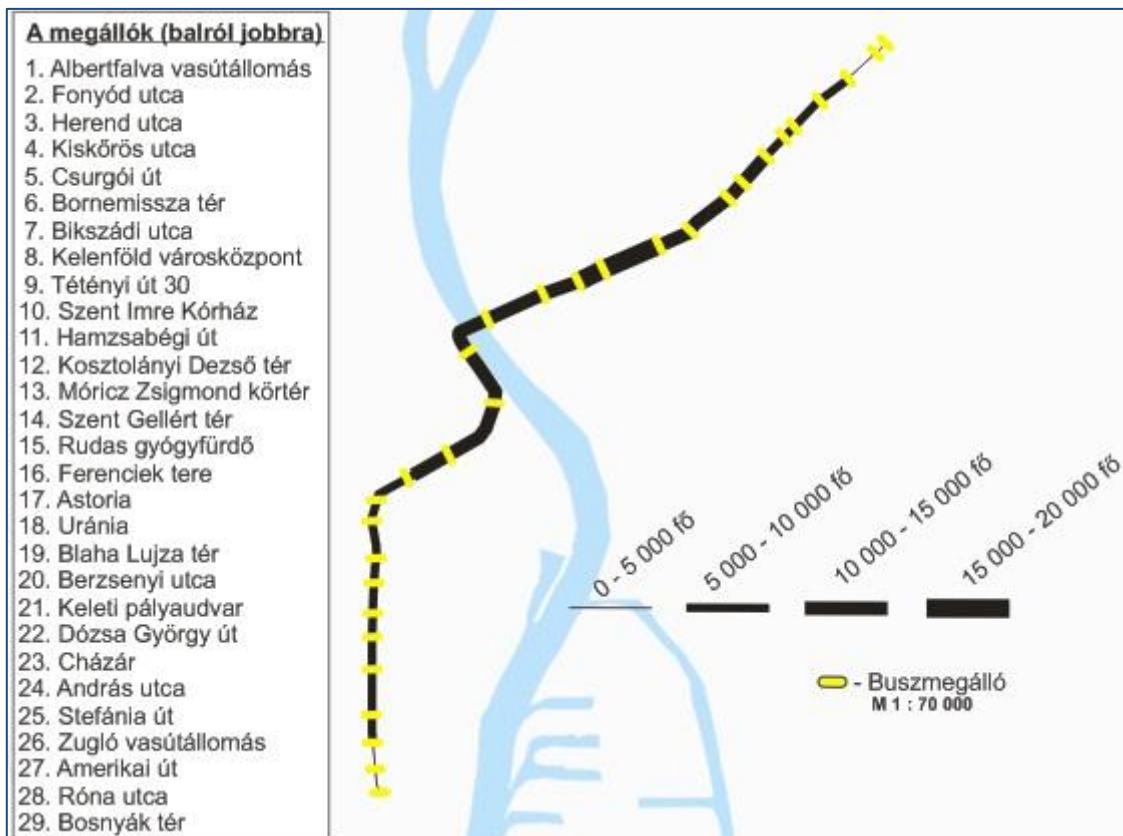 A megállók (balról jobbra)
1. Albertfalva vasútállomás
2. Fonyód utca
3. Herend utca
4. Kiskőrös utca
5. Csurgói út
6. Bornemissza tér
7. Bikszádi utca
8. Kelenföld városközpont
9. Tétényi út 30
10. Szent Imre Kórház
11. Hamzsabégi út
12. Kosztolányi Dezső tér
13. Móricz Zsigmond körtér
14. Szent Gellért tér
15. Rudas gyógyfürdő
16. Ferenciek tere
17. Astoria
18. Uránia
19. Blaha Lujza tér
20. Berzsenyi utca
21. Keleti pályaudvar
22. Dózsa György út
23. Cházár
24. András utca
25. Stefánia út
26. Zugló vasútállomás
27. Amerikai út
28. Róna utca
29. Bosnyák tér
0 - 5 000 fő
5 000 - 10 000 fő
10 000 - 15 000 fő
15 000 - 20 000 fő
- Buszmegálló
M 1 : 70 000